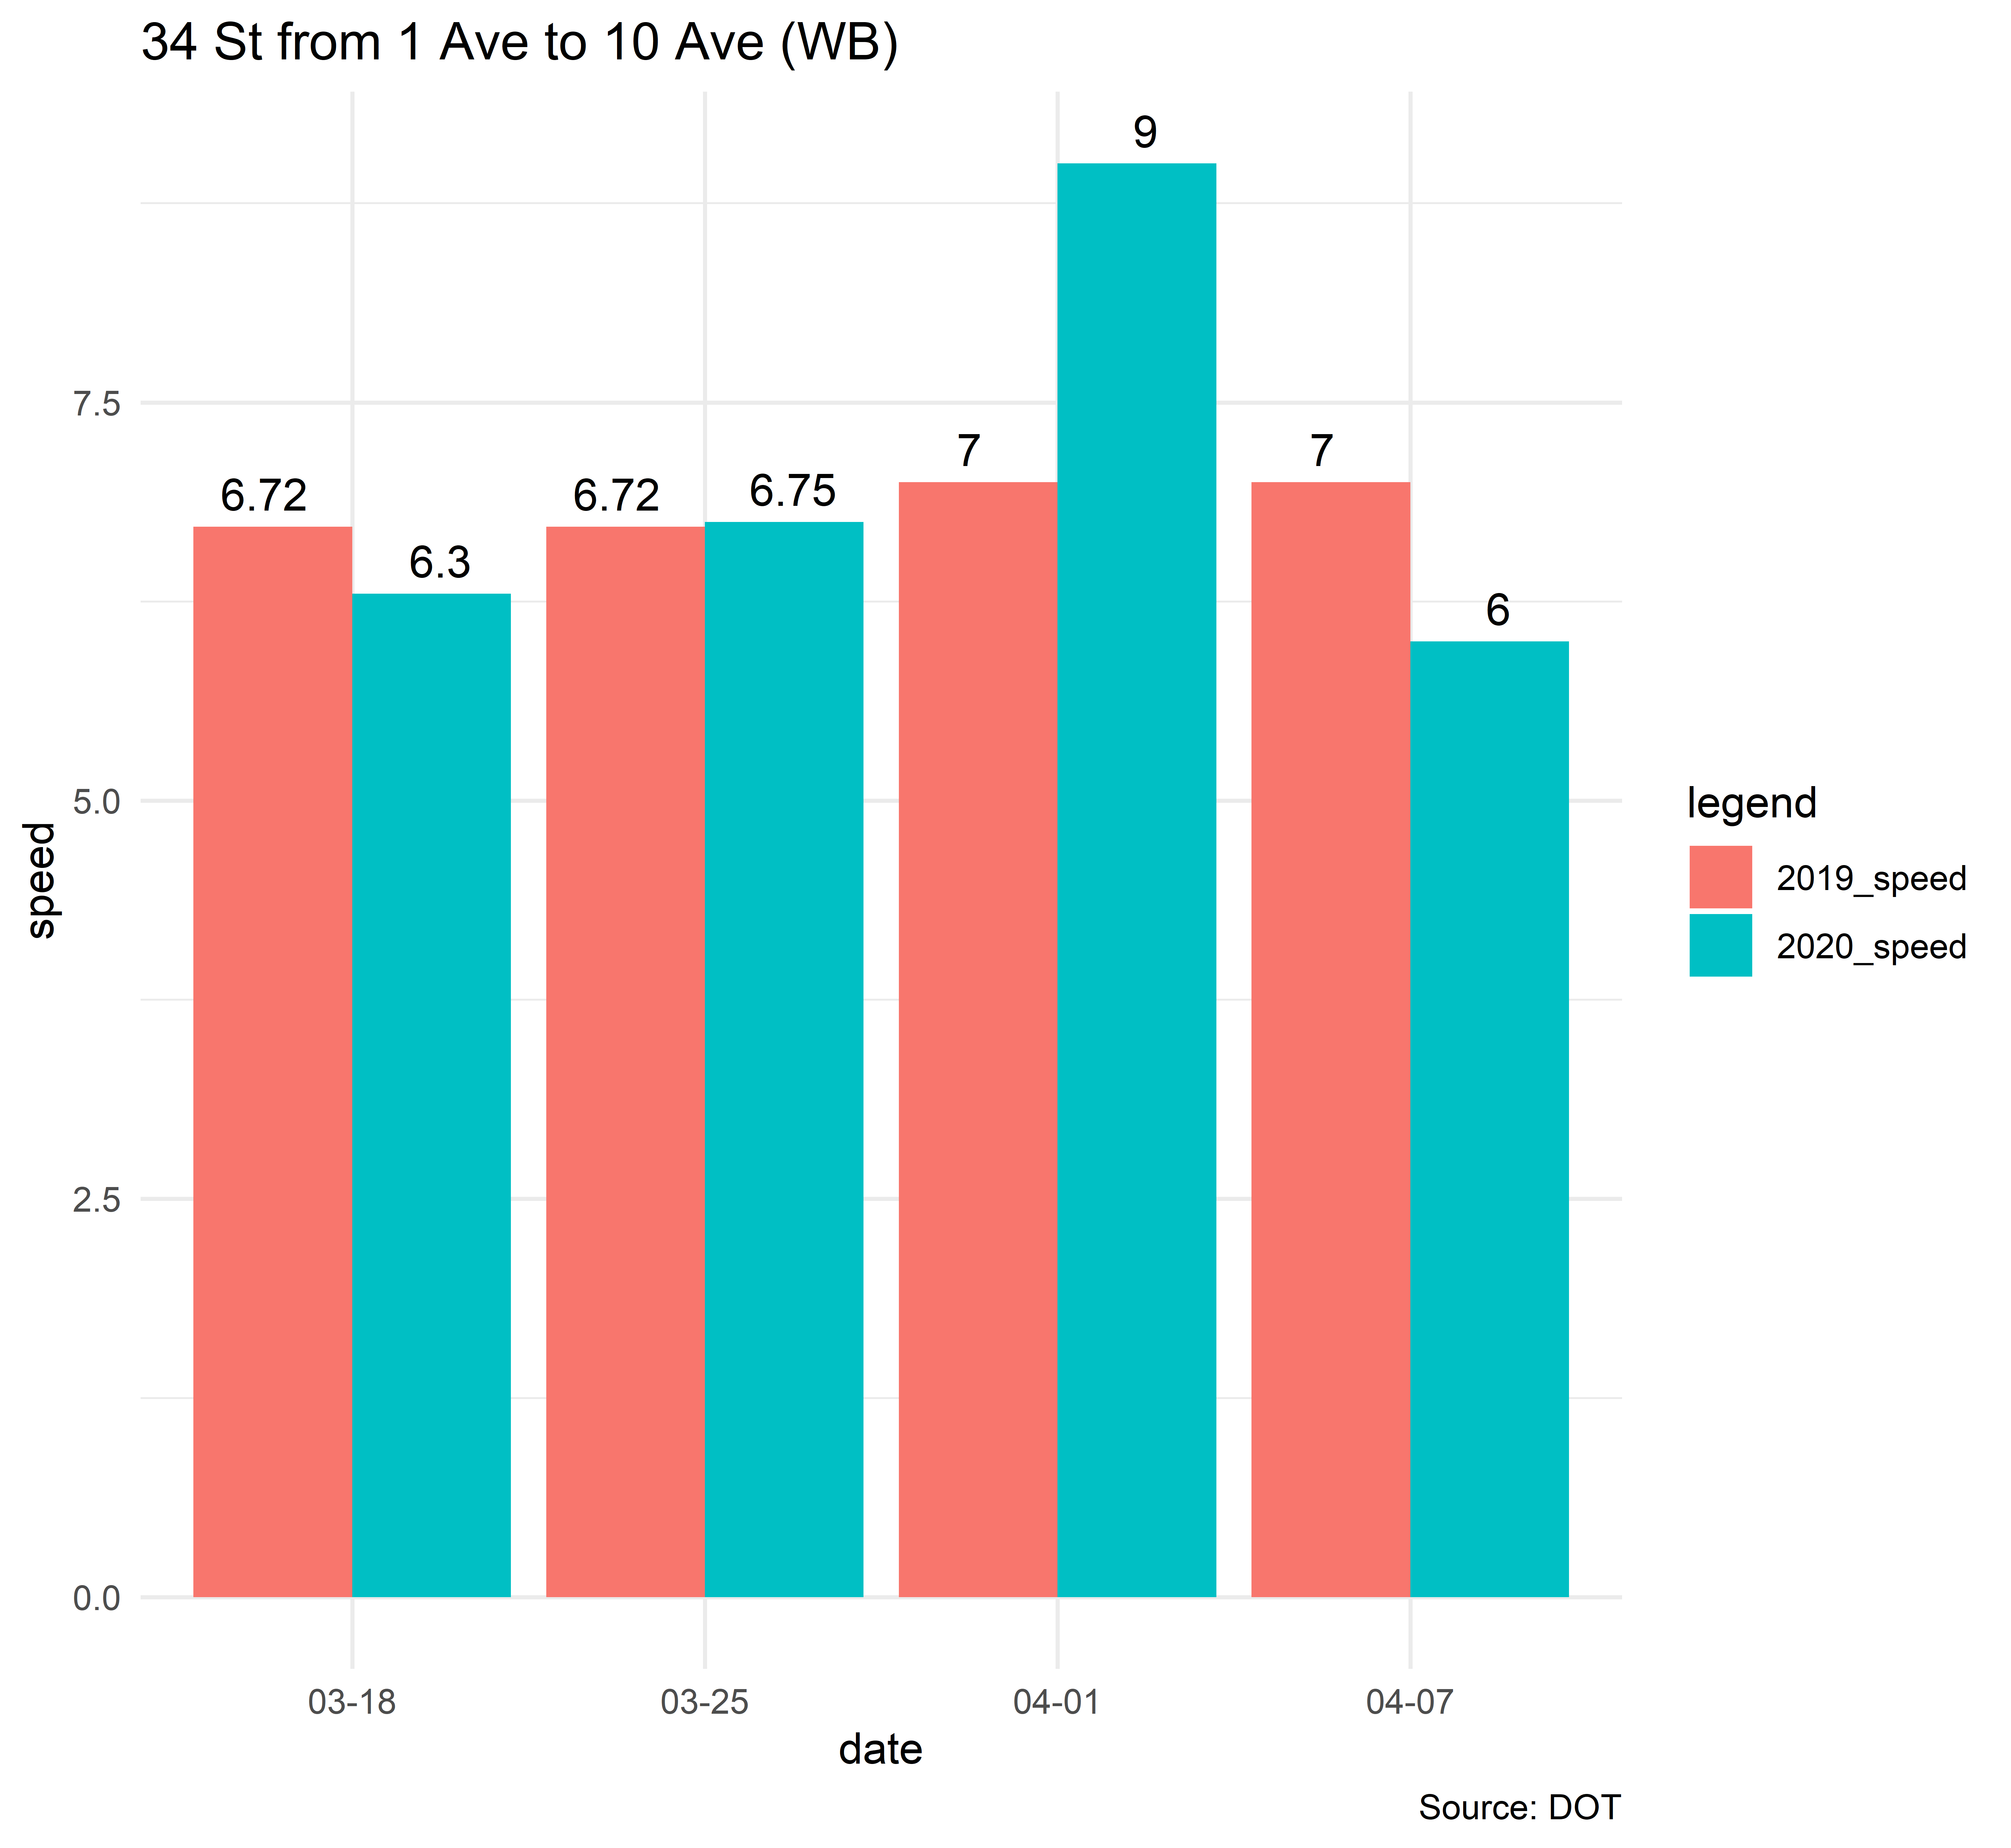 34 St from 1 Ave to 10 Ave (WB)
9
7.5
7
7
6.72
6.72
6.75
6.3
6
5.0
speed
legend
2019_speed
2020_speed
2.5
0.0
03-18
03-25
04-01
04-07
date
Source: DOT